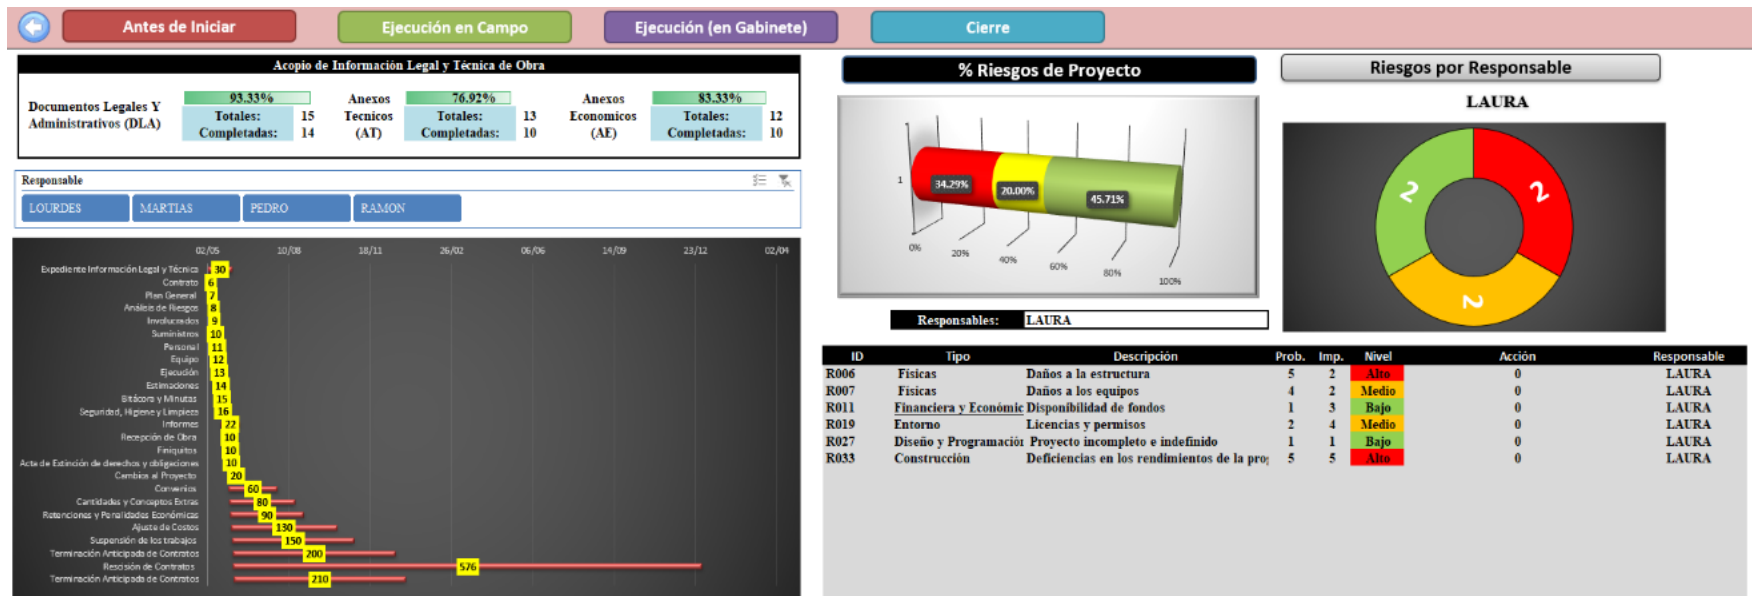 Antes de Iniciar
Ejecución en Campo
Ejecución (en Gabinete)
Cierre
Acopio de Información Legal y Técnica de Obra
Documentos Legales Y Administrativos (DLA)
93.33%
Totales: 15
Completadas: 14
Anexos Tecnicos (AT)
76.92%
Totales: 13
Completadas: 10
Anexos Economicos (AE)
83.33%
Totales: 12
Completadas: 10
Responsable
LOURDES
MARTIAS
PEDRO
RAMON
02/05 10/08 18/11 26/02 06/06 14/09 23/12 02/04
Expediente Información Legal y Técnica 30
Contrato 6
Plan General 7
Análisis de Riesgos 8
Involucrados 9
Suministros 10
Personal 11
Equipo 12
Ejecución 13
Estimaciones 14
Bitácora y Minutas 15
Seguridad, Higiene y Limpieza 16
Informes 22
Recepción de Obra 10
Finiquitos 10
Acta de Extinción de derechos y obligaciones 10
Cambios al Proyecto 20
Convenios 60
Cantidades y Conceptos Extras 80
Retenciones y Penalidades Económicas 90
Ajuste de Costos 130
Suspensión de los trabajos 150
Terminación Anticipada de Contratos 200
Rescisión de Contratos 576
Terminación Anticipada de Contratos 210
% Riesgos de Proyecto
1
34.29%
20.00%
45.71%
0% 20% 40% 60% 80% 100%
Responsables: LAURA
Riesgos por Responsable
LAURA
2
2
2
ID Tipo Descripción Prob. Imp. Nivel Acción Responsable
R006 Físicas Daños a la estructura 5 2 Alto 0 LAURA
R007 Físicas Daños a los equipos 4 2 Medio 0 LAURA
R011 Financiera y Económic Disponibilidad de fondos 1 3 Bajo 0 LAURA
R019 Entorno Licencias y permisos 2 4 Medio 0 LAURA
R027 Diseño y Programación Proyecto incompleto e indefinido 1 1 Bajo 0 LAURA
R033 Construcción Deficiencias en los rendimientos de la pro 5 5 Alto 0 LAURA